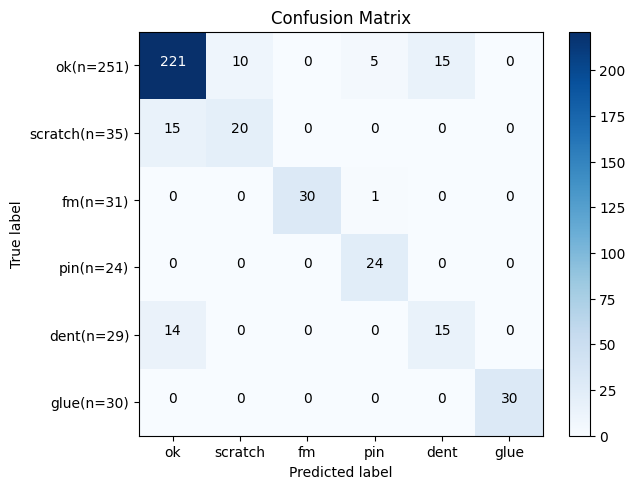 Confusion Matrix
True label
ok(n=251) 221 10 0 5 15 0
scratch(n=35) 15 20 0 0 0 0
fm(n=31) 0 0 30 1 0 0
pin(n=24) 0 0 0 24 0 0
dent(n=29) 14 0 0 0 15 0
glue(n=30) 0 0 0 0 0 30
ok scratch fm pin dent glue
Predicted label
200
175
150
125
100
75
50
25
0